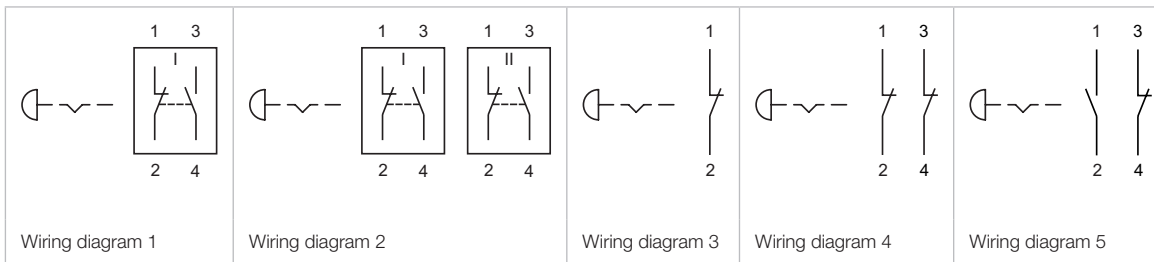 1 3
I
2 4
Wiring diagram 1
1 3 1 3
I II
2 4 2 4
Wiring diagram 2
1
2
Wiring diagram 3
1 3
2 4
Wiring diagram 4
1 3
2 4
Wiring diagram 5